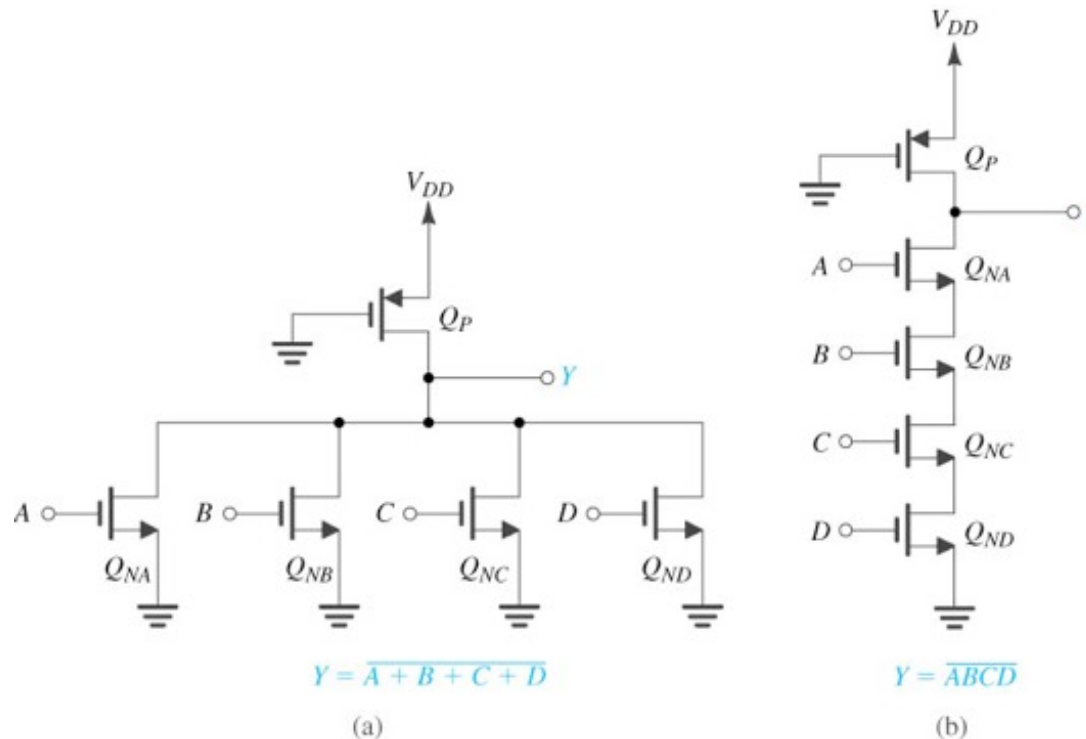 V_DD
Q_P
Y
A
Q_NA
B
Q_NB
C
Q_NC
D
Q_ND
Y = \overline{A + B + C + D}
(a)
V_DD
Q_P
A
Q_NA
B
Q_NB
C
Q_NC
D
Q_ND
Y = \overline{ABCD}
(b)